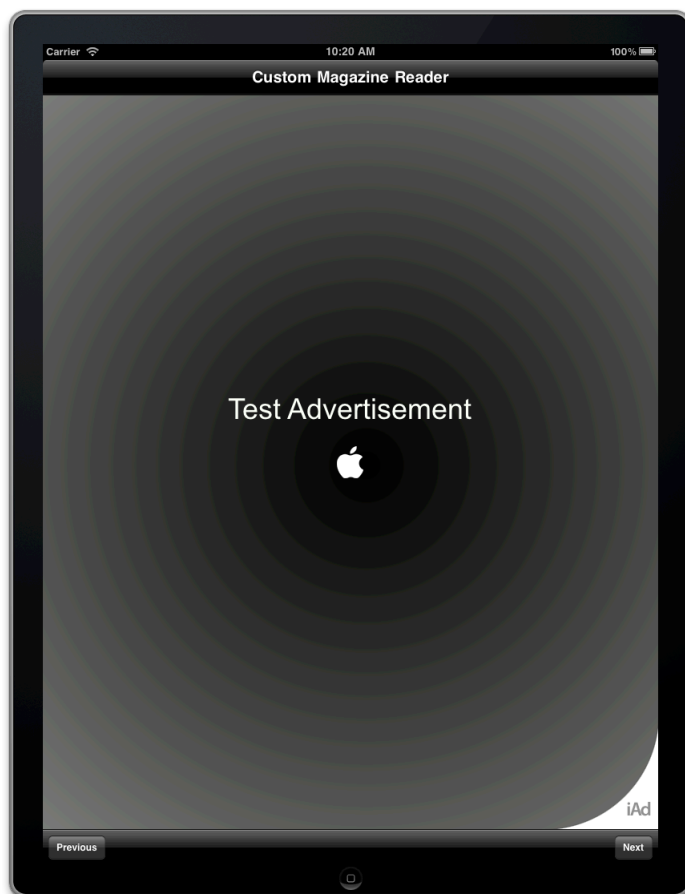 Carrier 10:20 AM 100%
Custom Magazine Reader
Test Advertisement
iAd
Previous Next